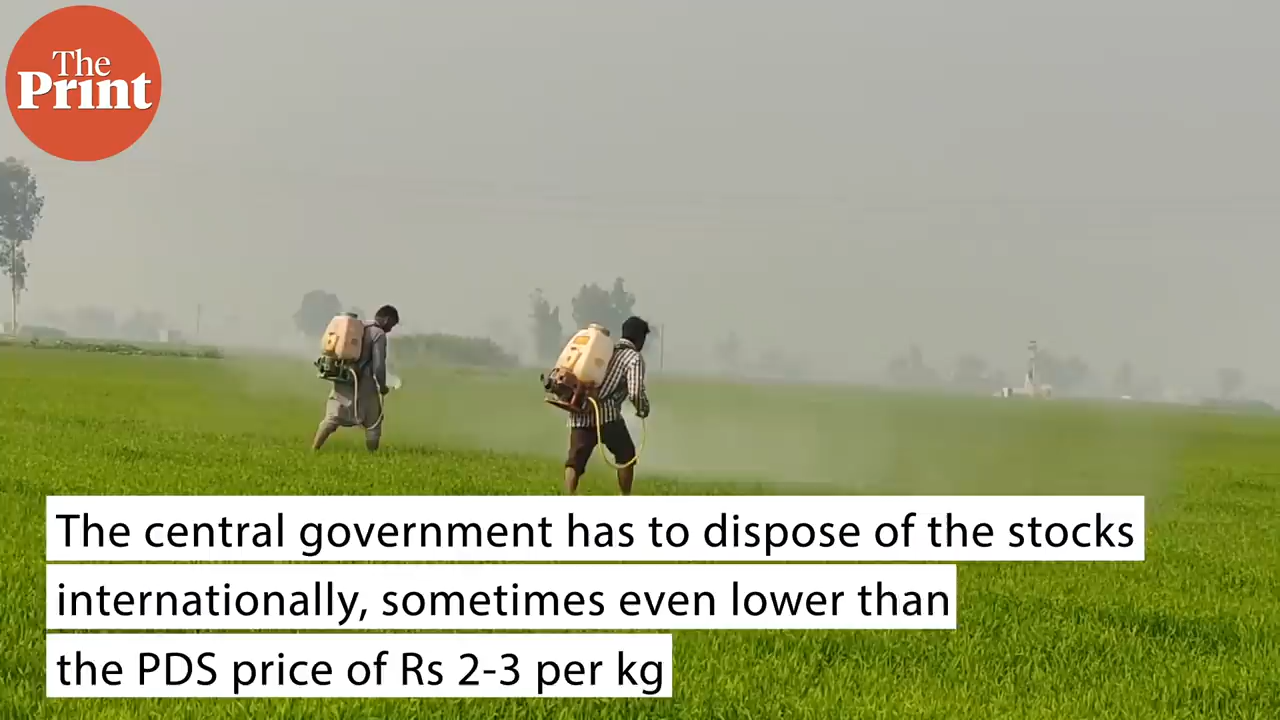 The
Print
The central government has to dispose of the stocks
internationally, sometimes even lower than
the PDS price of Rs 2-3 per kg